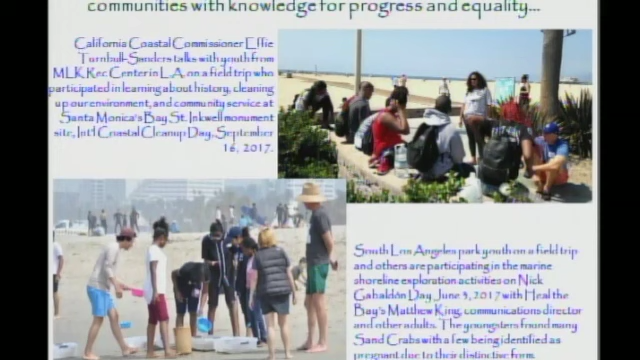 communities with knowledge for progress and equality...
California Coastal Commissioner Effie
Turnbull-Sanders talks with youth from
MLK Rec Center in L.A. on a field trip who
participated in learning about history, cleaning
up our environment, and community service at
Santa Monica's Bay St. Inkwell monument
site, Int'l Coastal Cleanup Day, September
16, 2017.
South Los Angeles park youth on a field trip
and others are participating in the marine
shoreline exploration activities on Nick
Gabaldón Day, June 3, 2017 with Heal the
Bay's Matthew King, communications director
and other adults. The youngsters found many
Sand Crabs with a few being identified as
pregnant due to their distinctive from.